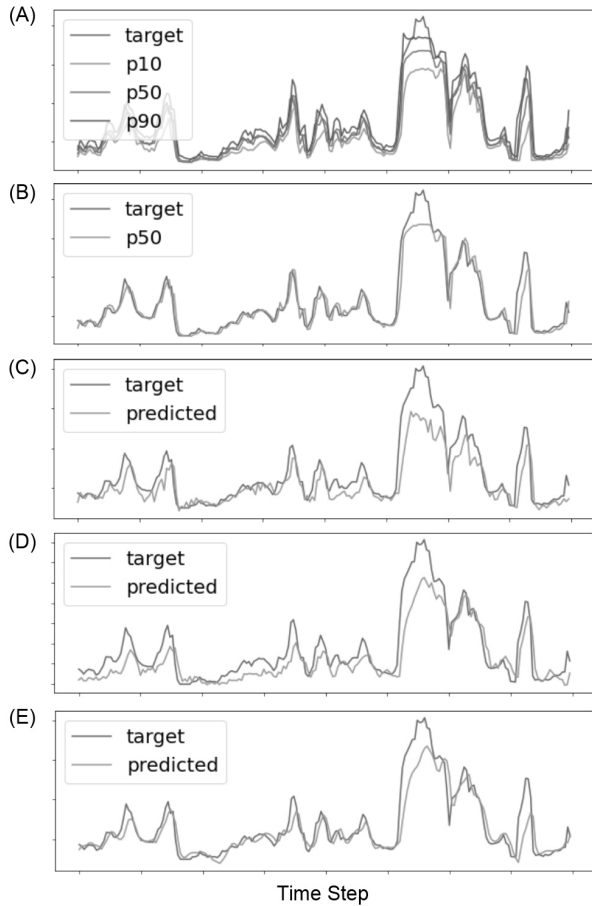 (A)
target
p10
p50
p90
(B)
target
p50
(C)
target
predicted
(D)
target
predicted
(E)
target
predicted
Time Step